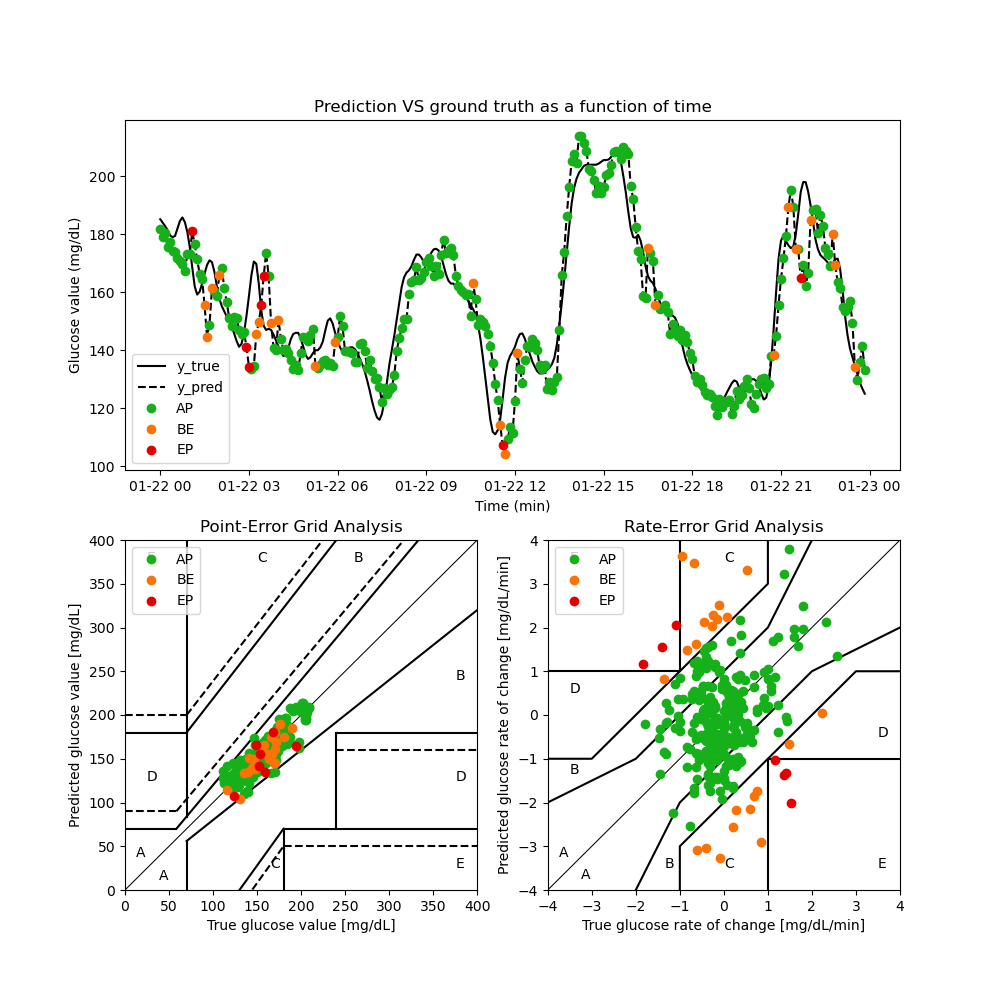 Prediction VS ground truth as a function of time
Glucose value (mg/dL)
200
180
160
140
120
100
y_true
y_pred
AP
BE
EP
01-22 00 01-22 03 01-22 06 01-22 09 01-22 12 01-22 15 01-22 18 01-22 21 01-23 00
Time (min)
Point-Error Grid Analysis
Predicted glucose value [mg/dL]
400
350
300
250
200
150
100
50
0
AP
BE
EP
C
B
B
D
D
A
A
C
E
0 50 100 150 200 250 300 350 400
True glucose value [mg/dL]
Rate-Error Grid Analysis
Predicted glucose rate of change [mg/dL/min]
4
3
2
1
0
−1
−2
−3
−4
AP
BE
EP
C
D
D
B
A
A
B
C
E
−4 −3 −2 −1 0 1 2 3 4
True glucose rate of change [mg/dL/min]